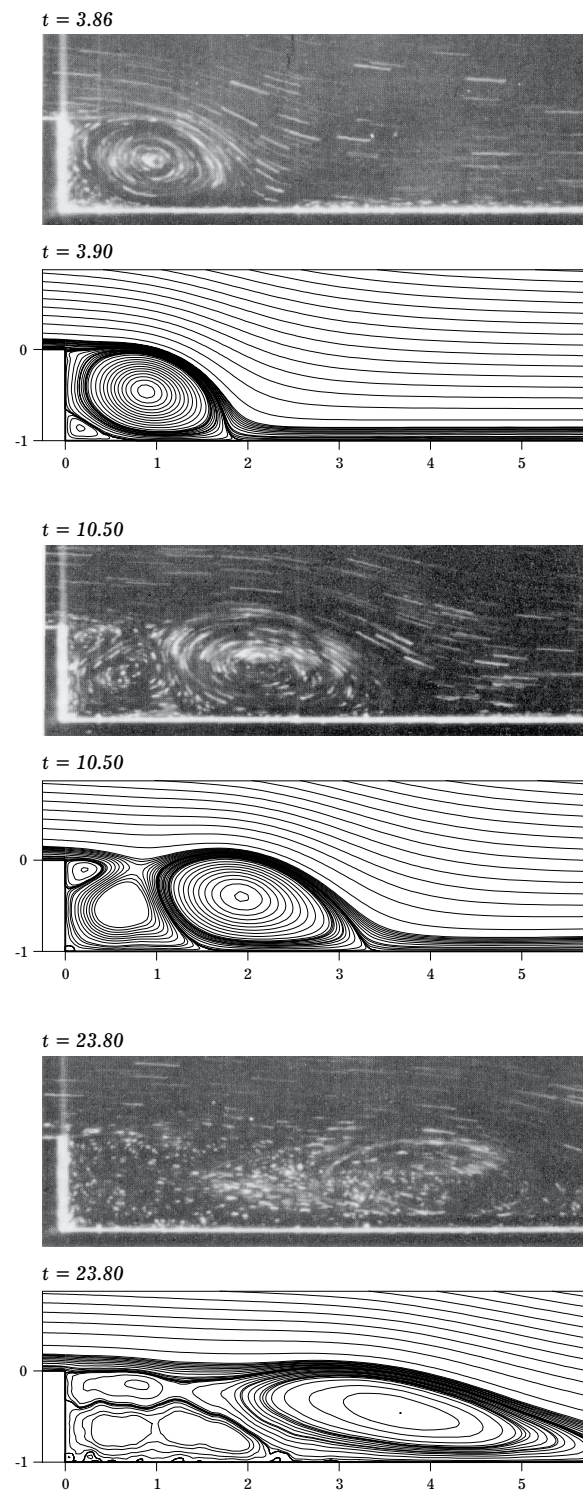 t = 3.86
t = 3.90
0
-1
0 1 2 3 4 5
t = 10.50
t = 10.50
0
-1
0 1 2 3 4 5
t = 23.80
t = 23.80
0
-1
0 1 2 3 4 5